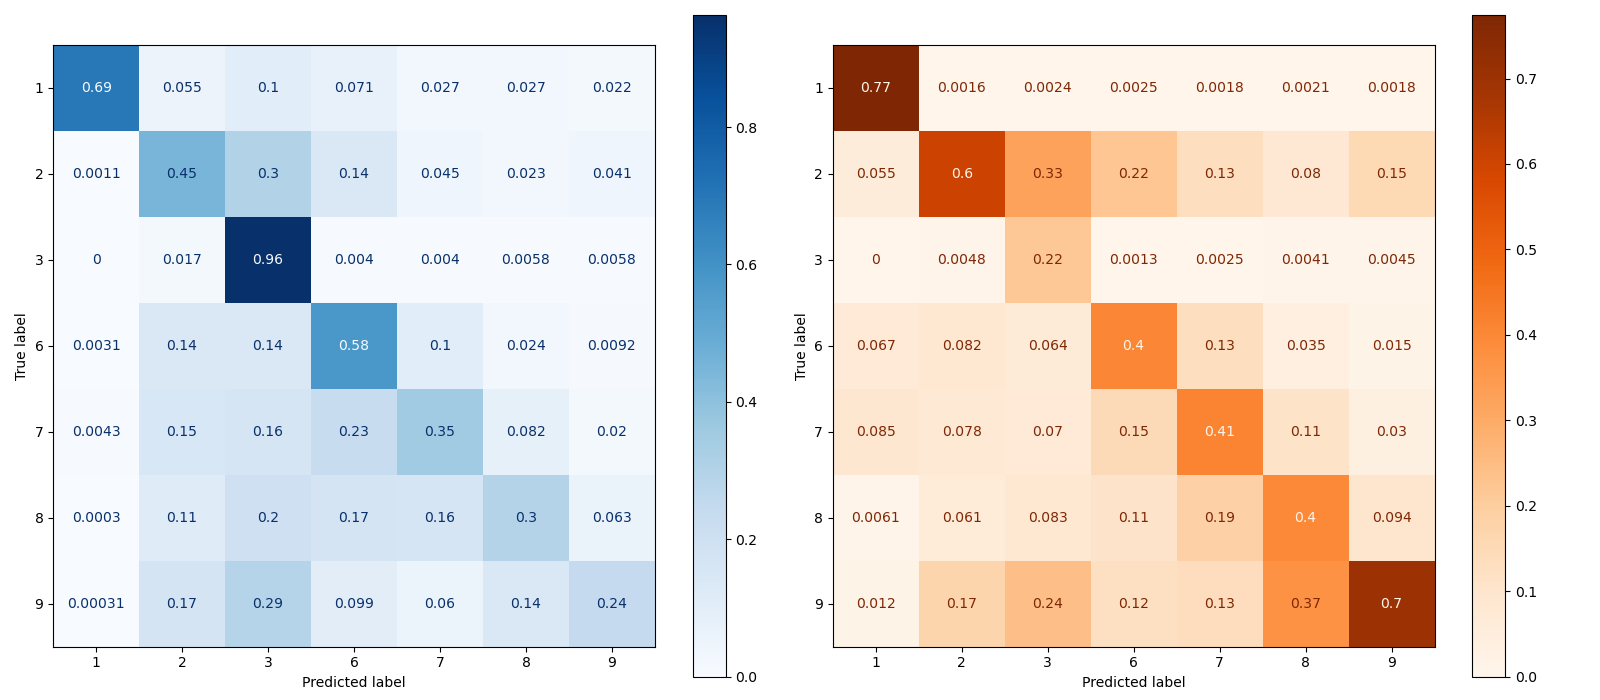 1 0.69 0.055 0.1 0.071 0.027 0.027 0.022
2 0.0011 0.45 0.3 0.14 0.045 0.023 0.041
3 0 0.017 0.96 0.004 0.004 0.0058 0.0058
6 0.0031 0.14 0.14 0.58 0.1 0.024 0.0092
7 0.0043 0.15 0.16 0.23 0.35 0.082 0.02
8 0.0003 0.11 0.2 0.17 0.16 0.3 0.063
9 0.00031 0.17 0.29 0.099 0.06 0.14 0.24
1 2 3 6 7 8 9
True label
Predicted label
0.8
0.6
0.4
0.2
0.0
1 0.77 0.0016 0.0024 0.0025 0.0018 0.0021 0.0018
2 0.055 0.6 0.33 0.22 0.13 0.08 0.15
3 0 0.0048 0.22 0.0013 0.0025 0.0041 0.0045
6 0.067 0.082 0.064 0.4 0.13 0.035 0.015
7 0.085 0.078 0.07 0.15 0.41 0.11 0.03
8 0.0061 0.061 0.083 0.11 0.19 0.4 0.094
9 0.012 0.17 0.24 0.12 0.13 0.37 0.7
1 2 3 6 7 8 9
True label
Predicted label
0.7
0.6
0.5
0.4
0.3
0.2
0.1
0.0